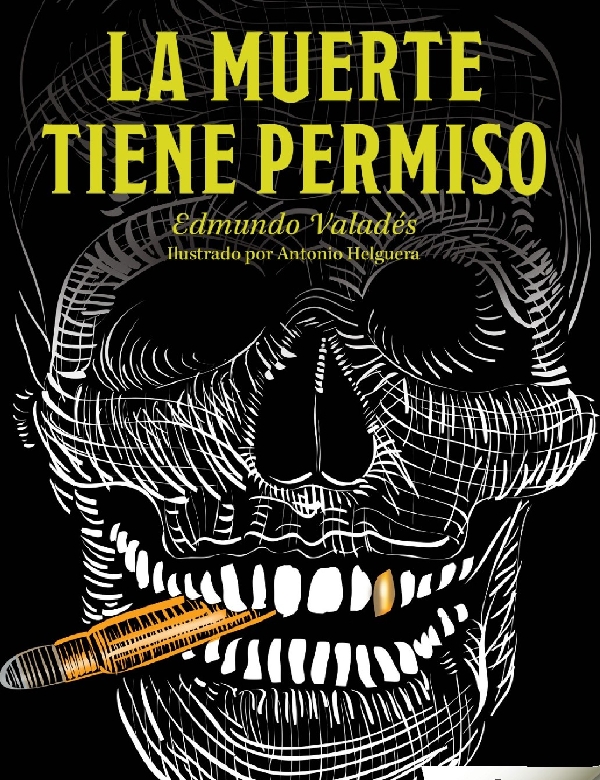 LA MUERTE
TIENE PERMISO
Edmundo Valadés
Ilustrado por Antonio Helguera